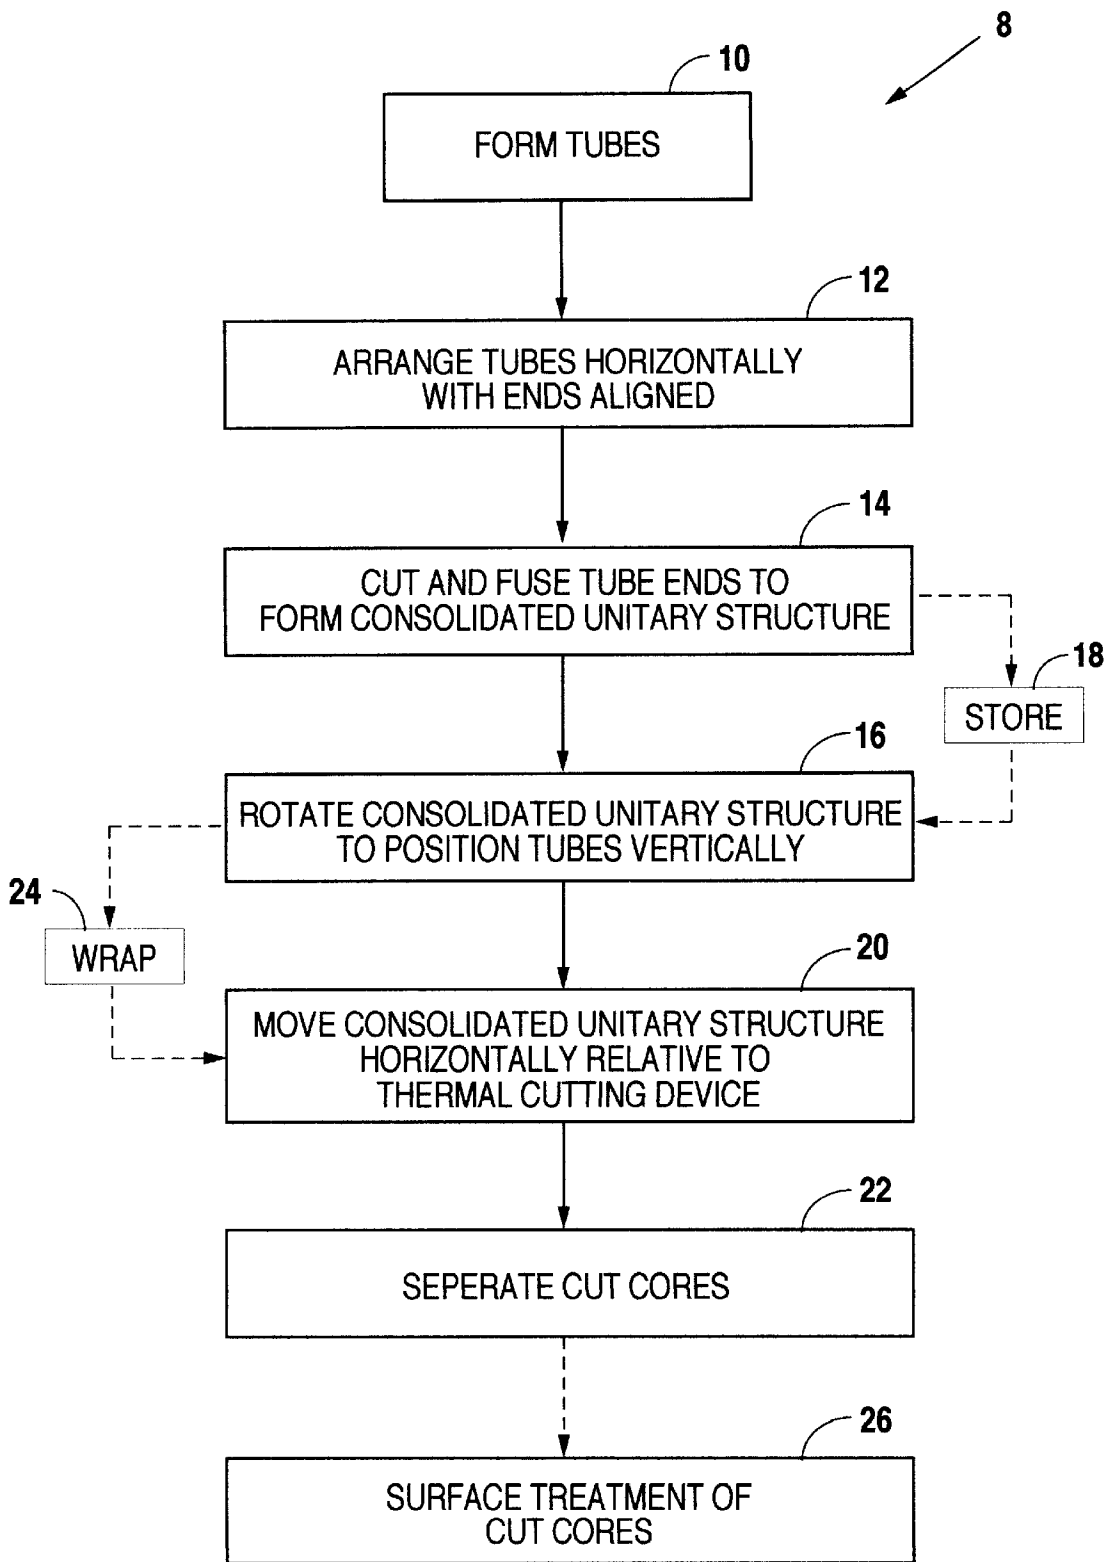 8
10
FORM TUBES
12
ARRANGE TUBES HORIZONTALLY
WITH ENDS ALIGNED
14
CUT AND FUSE TUBE ENDS TO
FORM CONSOLIDATED UNITARY STRUCTURE
18
STORE
16
ROTATE CONSOLIDATED UNITARY STRUCTURE
TO POSITION TUBES VERTICALLY
24
WRAP
20
MOVE CONSOLIDATED UNITARY STRUCTURE
HORIZONTALLY RELATIVE TO
THERMAL CUTTING DEVICE
22
SEPERATE CUT CORES
26
SURFACE TREATMENT OF
CUT CORES